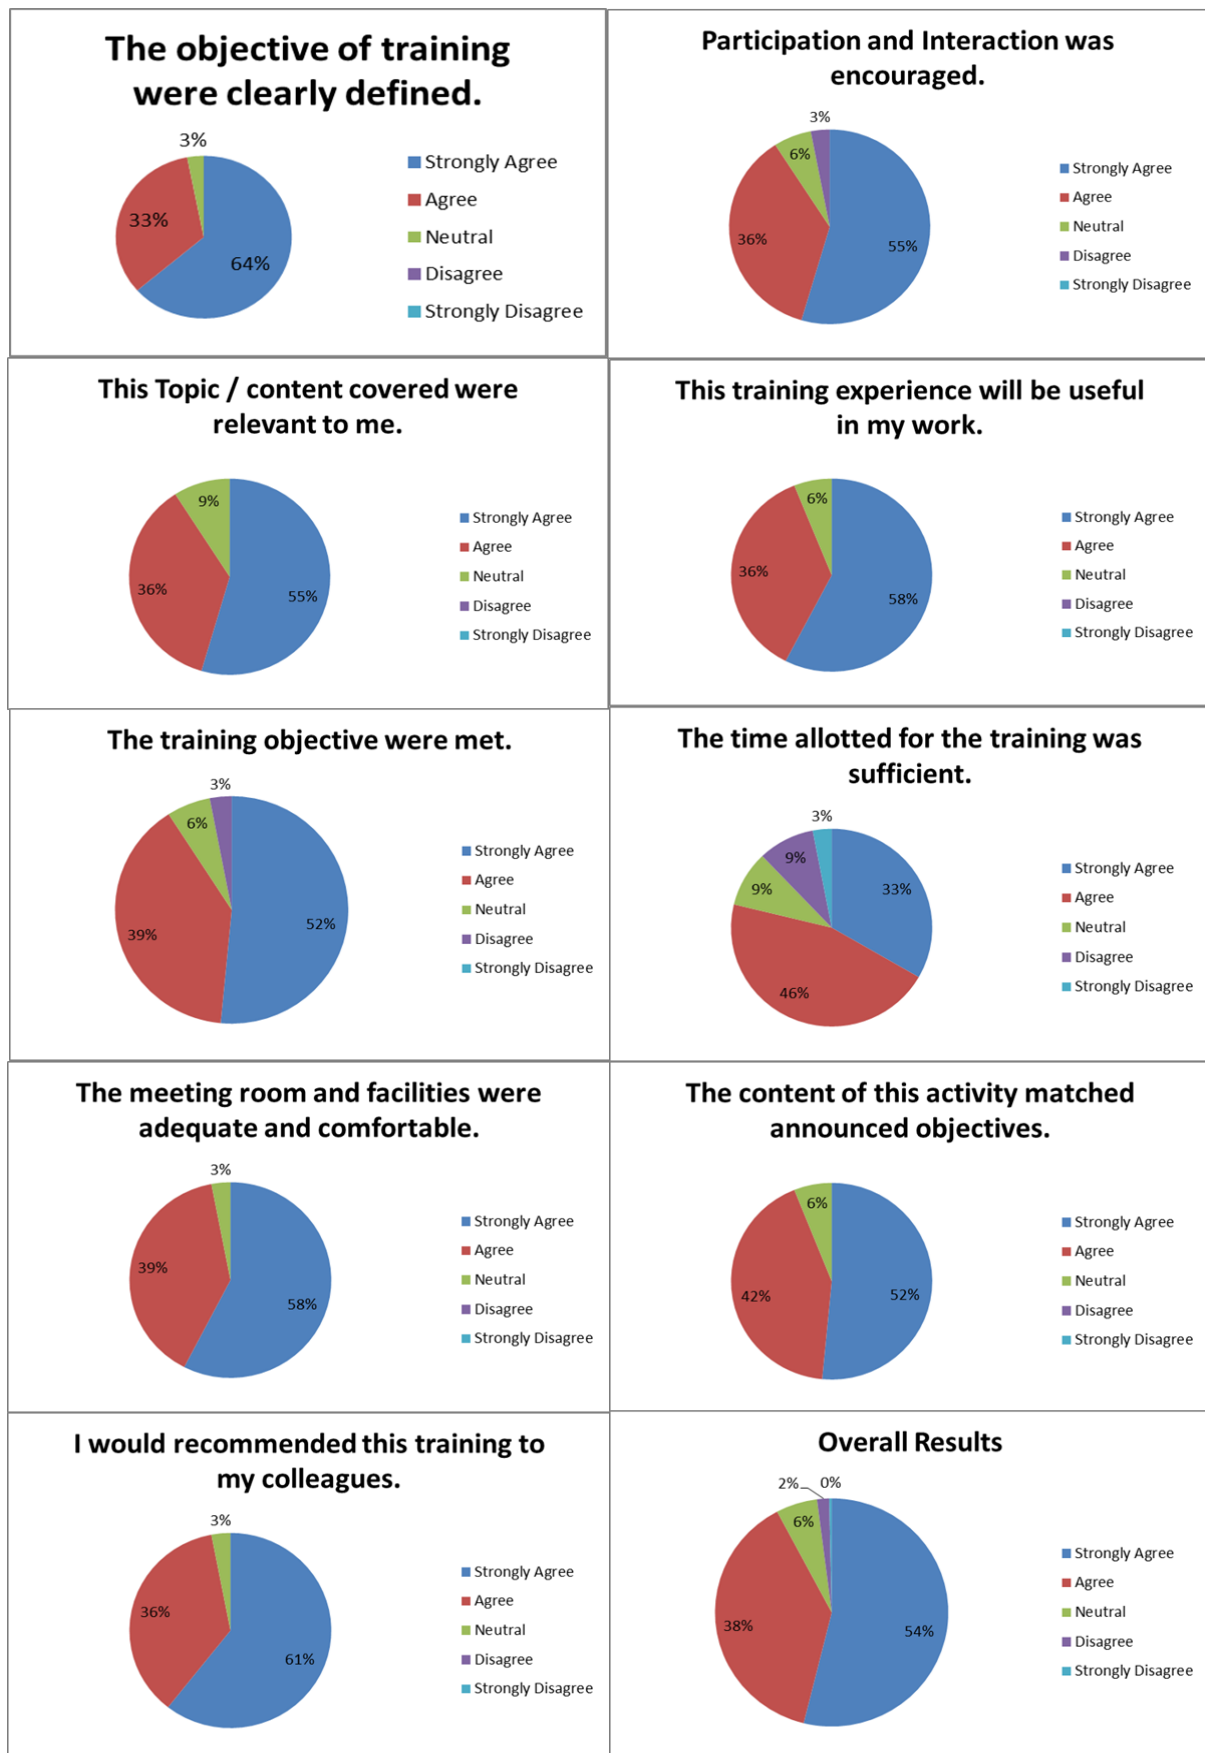 The objective of training
were clearly defined.
3%
33%
64%
Strongly Agree
Agree
Neutral
Disagree
Strongly Disagree
Participation and Interaction was
encouraged.
3%
6%
36%
55%
Strongly Agree
Agree
Neutral
Disagree
Strongly Disagree
This Topic / content covered were
relevant to me.
9%
36%
55%
Strongly Agree
Agree
Neutral
Disagree
Strongly Disagree
This training experience will be useful
in my work.
6%
36%
58%
Strongly Agree
Agree
Neutral
Disagree
Strongly Disagree
The training objective were met.
3%
6%
39%
52%
Strongly Agree
Agree
Neutral
Disagree
Strongly Disagree
The time allotted for the training was
sufficient.
3%
9%
9%
33%
46%
Strongly Agree
Agree
Neutral
Disagree
Strongly Disagree
The meeting room and facilities were
adequate and comfortable.
3%
39%
58%
Strongly Agree
Agree
Neutral
Disagree
Strongly Disagree
The content of this activity matched
announced objectives.
6%
42%
52%
Strongly Agree
Agree
Neutral
Disagree
Strongly Disagree
I would recommended this training to
my colleagues.
3%
36%
61%
Strongly Agree
Agree
Neutral
Disagree
Strongly Disagree
Overall Results
2% 0%
6%
38%
54%
Strongly Agree
Agree
Neutral
Disagree
Strongly Disagree